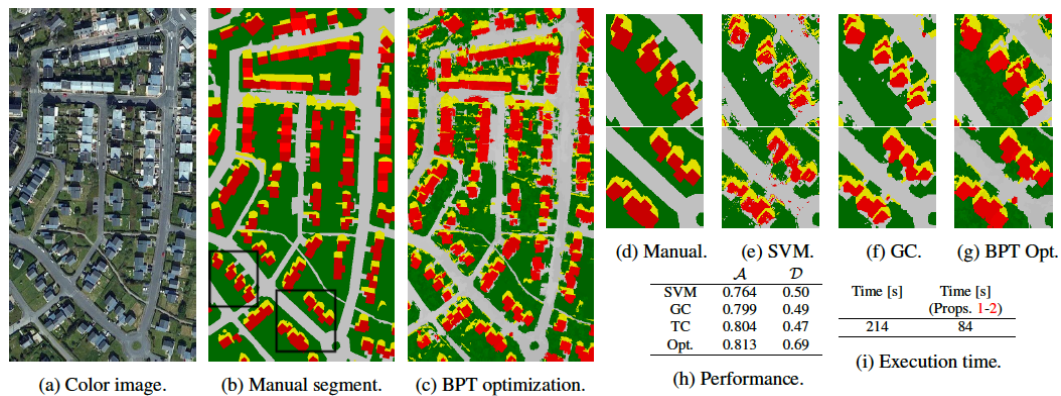 (d) Manual.
(e) SVM.
(f) GC.
(g) BPT Opt.
𝒜 𝒟
SVM 0.764 0.50
GC 0.799 0.49
TC 0.804 0.47
Opt. 0.813 0.69
(h) Performance.
Time [s] Time [s]
(Props. 1-2)
214 84
(i) Execution time.
(a) Color image.
(b) Manual segment.
(c) BPT optimization.